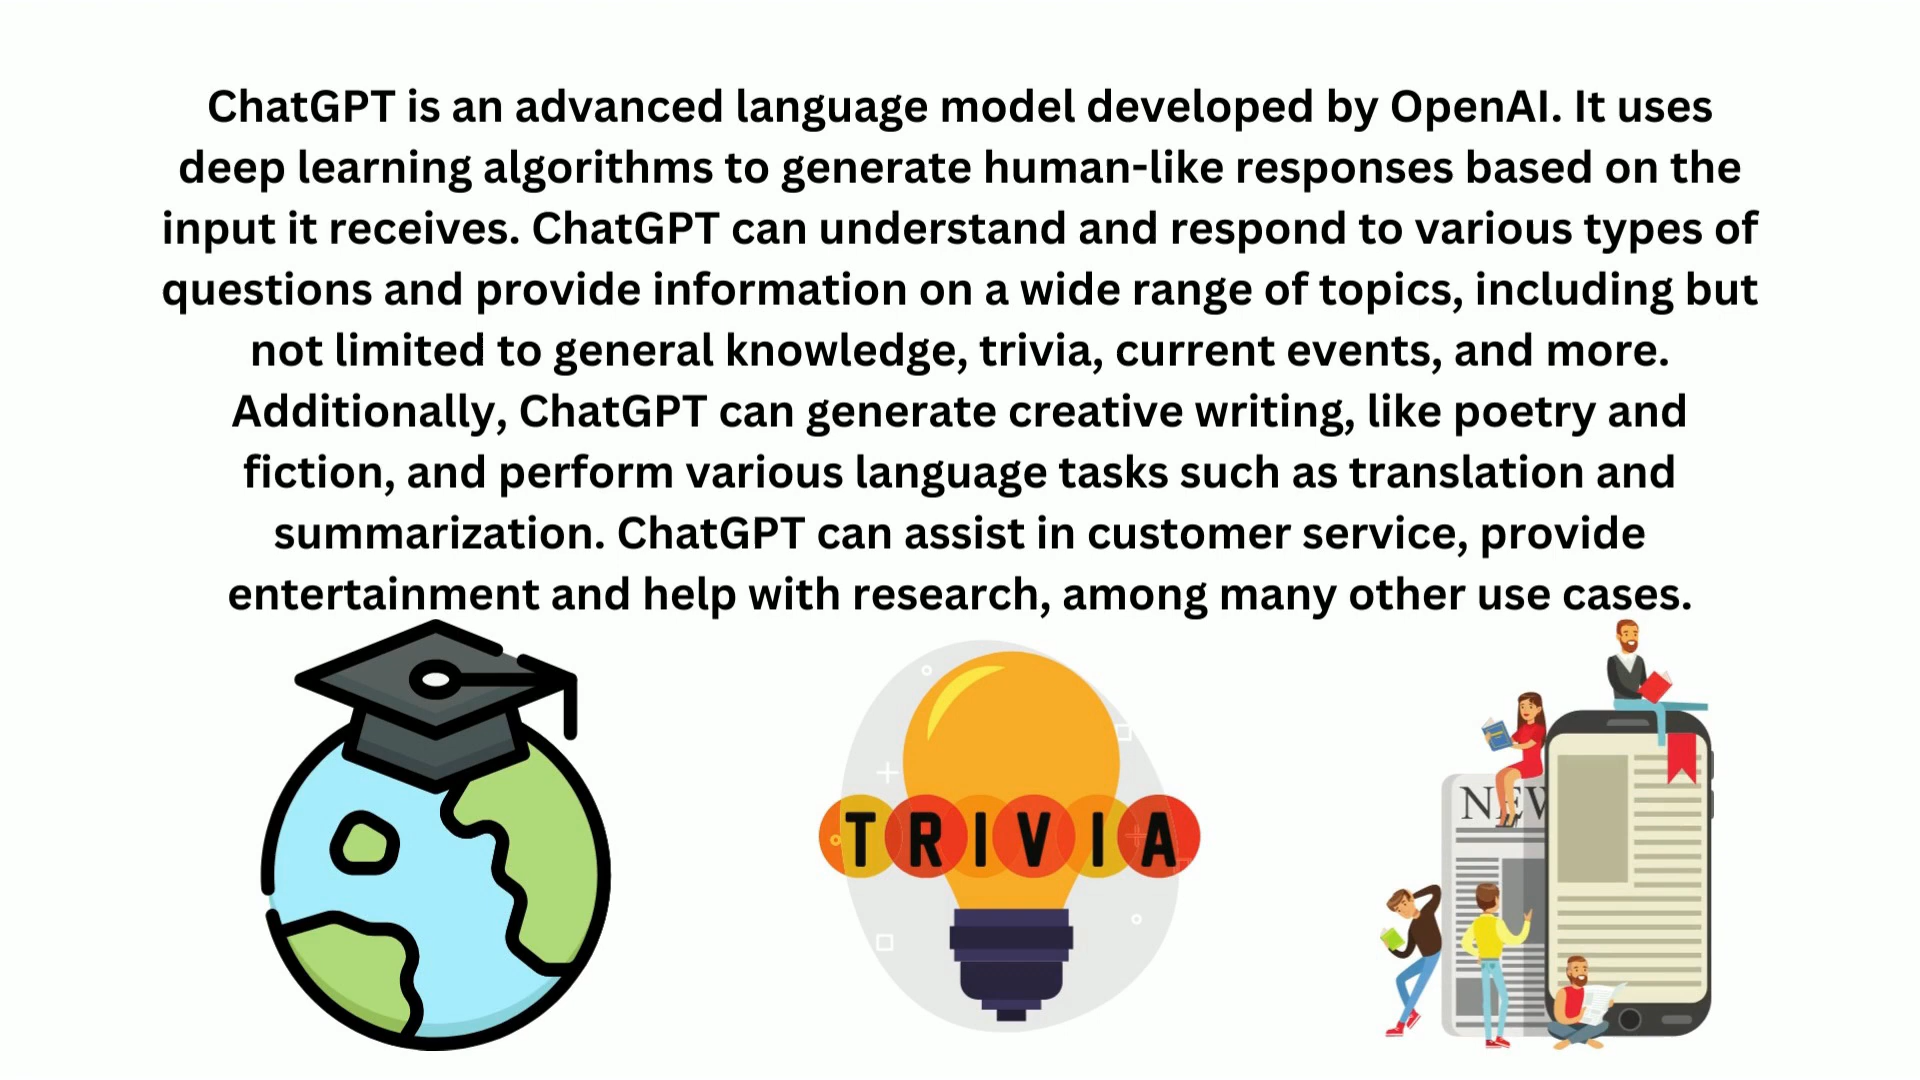 ChatGPT is an advanced language model developed by OpenAI. It uses
deep learning algorithms to generate human-like responses based on the
input it receives. ChatGPT can understand and respond to various types of
questions and provide information on a wide range of topics, including but
not limited to general knowledge, trivia, current events, and more.
Additionally, ChatGPT can generate creative writing, like poetry and
fiction, and perform various language tasks such as translation and
summarization. ChatGPT can assist in customer service, provide
entertainment and help with research, among many other use cases.
TRIVIA
NEW